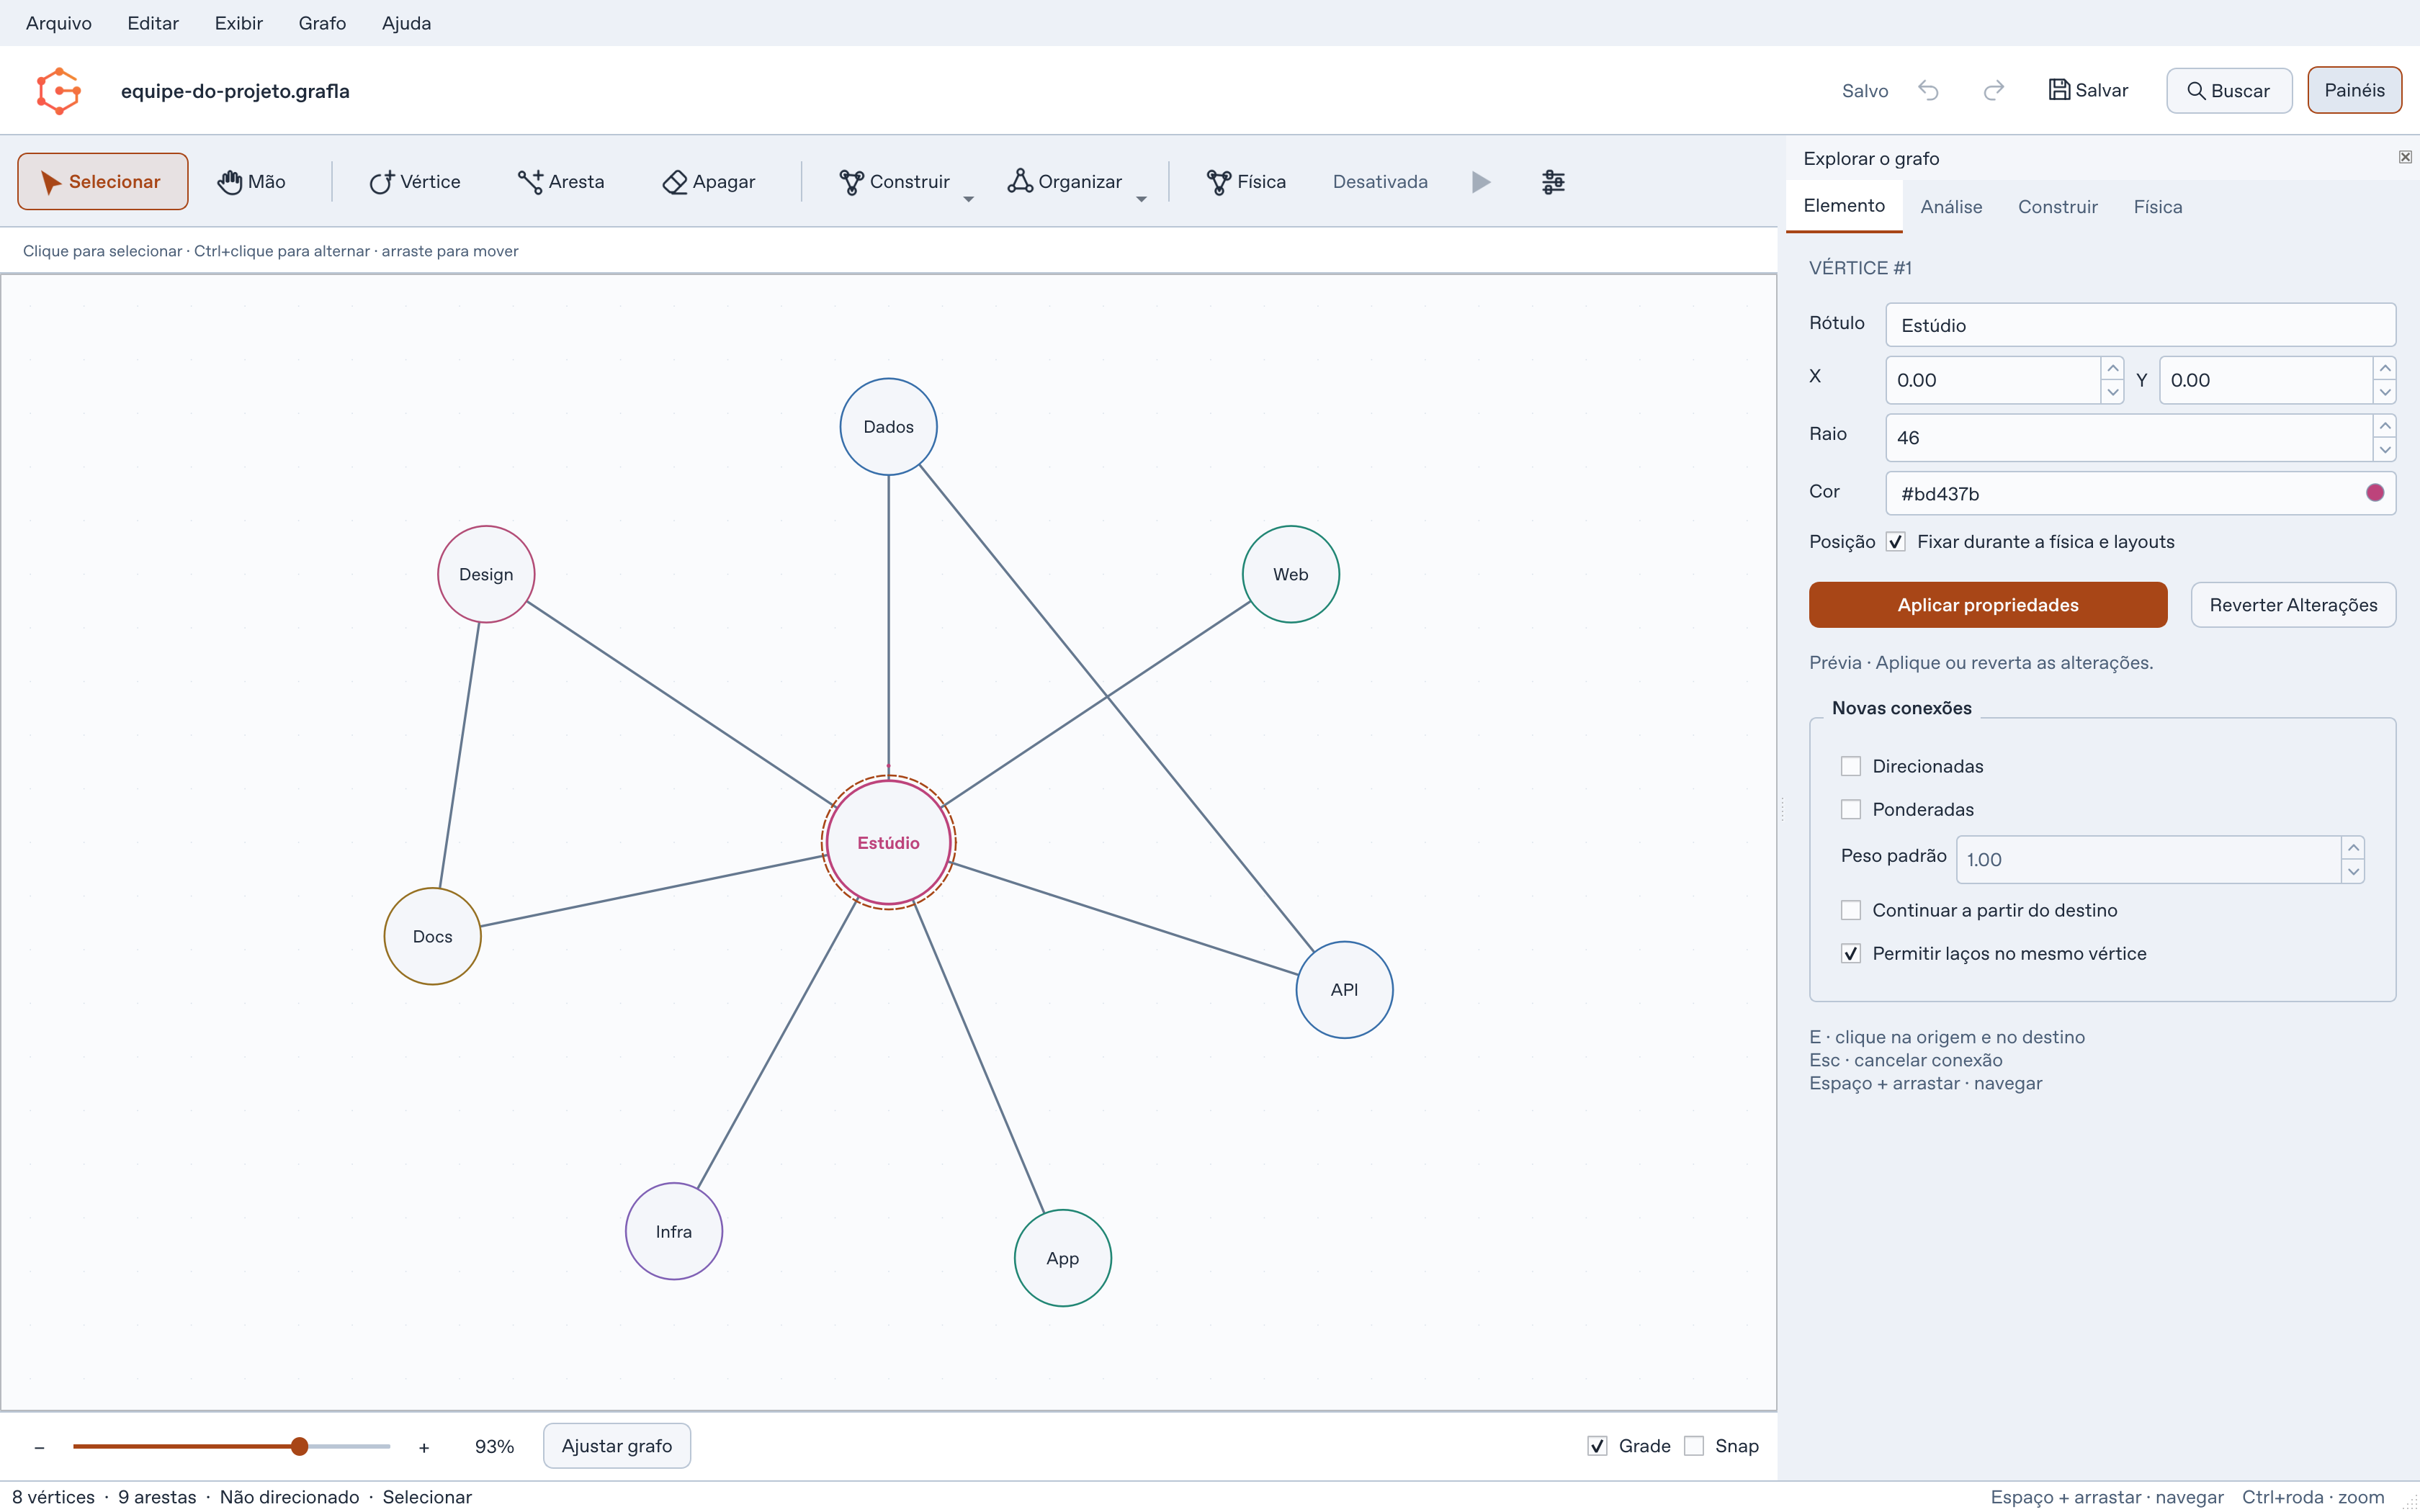 Arquivo Editar Exibir Grafo Ajuda
equipe-do-projeto.grafla
Salvo Salvar Buscar Painéis
Selecionar Mão Vértice Aresta Apagar Construir Organizar Física Desativada
Clique para selecionar · Ctrl+clique para alternar · arraste para mover
Dados
Design
Web
Estúdio
Docs
API
Infra
App
Explorar o grafo
Elemento Análise Construir Física
VÉRTICE #1
Rótulo Estúdio
X 0.00 Y 0.00
Raio 46
Cor #bd437b
Posição Fixar durante a física e layouts
Aplicar propriedades Reverter Alterações
Prévia · Aplique ou reverta as alterações.
Novas conexões
Direcionadas
Ponderadas
Peso padrão 1.00
Continuar a partir do destino
Permitir laços no mesmo vértice
E · clique na origem e no destino
Esc · cancelar conexão
Espaço + arrastar · navegar
− + 93% Ajustar grafo Grade Snap
8 vértices · 9 arestas · Não direcionado · Selecionar
Espaço + arrastar · navegar Ctrl+roda · zoom